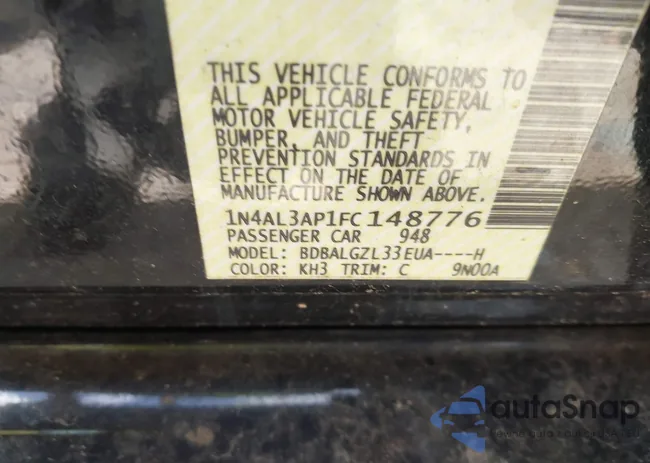 THIS VEHICLE CONFORMS TO
ALL APPLICABLE FEDERAL
MOTOR VEHICLE SAFETY,
BUMPER, AND THEFT
PREVENTION STANDARDS IN
EFFECT ON THE DATE OF
MANUFACTURE SHOWN ABOVE.
1N4AL3AP1FC148776
PASSENGER CAR 948
MODEL: BDBALGZL33EUA----H
COLOR: KH3 TRIM: C 9N00A
autaSnap